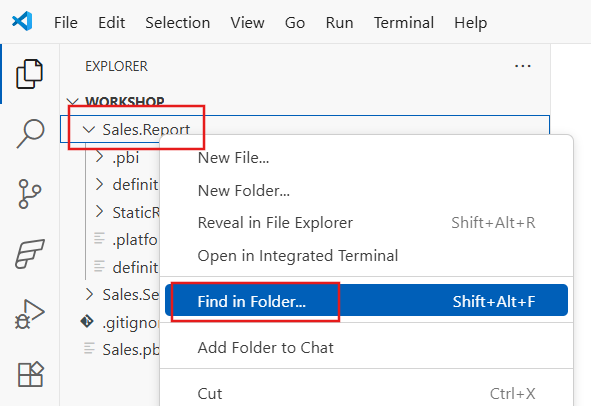 File Edit Selection View Go Run Terminal Help
EXPLORER ...
WORKSHOP
Sales.Report
.pbi
New File...
definit
New Folder...
StaticR
Reveal in File Explorer Shift+Alt+R
.platfo
Open in Integrated Terminal
definit
Sales.Se
Find in Folder... Shift+Alt+F
.gitignor
Sales.pb
Add Folder to Chat
Cut Ctrl+X